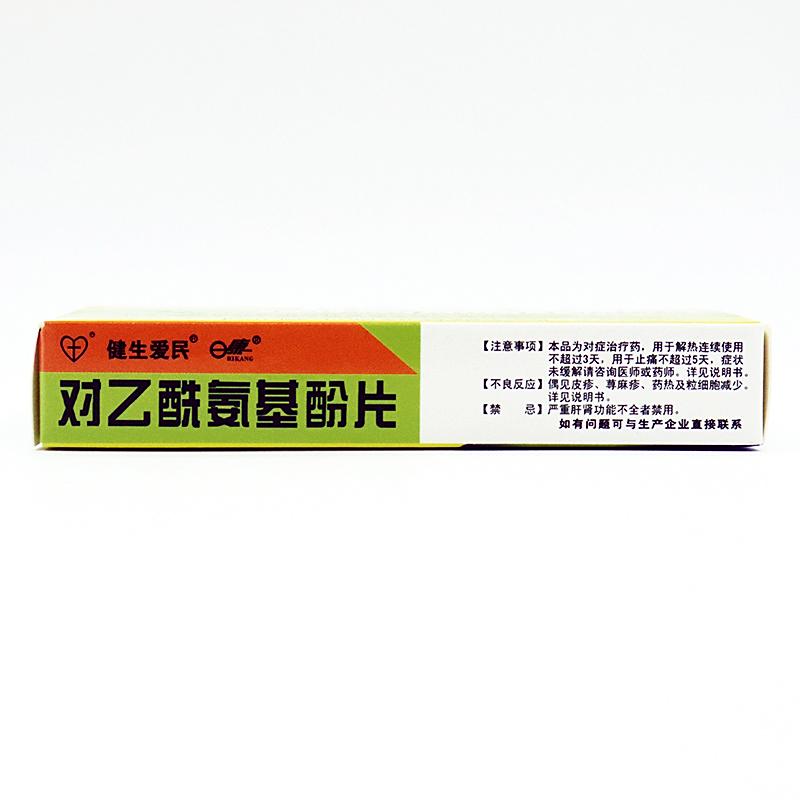 健生爱民® ®
RIKANG
对乙酰氨基酚片
【注意事项】本品为对症治疗药，用于解热连续使用
不超过3天，用于止痛不超过5天，症状
未缓解请咨询医师或药师。详见说明书。
【不良反应】偶见皮疹、荨麻疹、药热及粒细胞减少。
详见说明书。
【禁 忌】严重肝肾功能不全者禁用。
如有问题可与生产企业直接联系